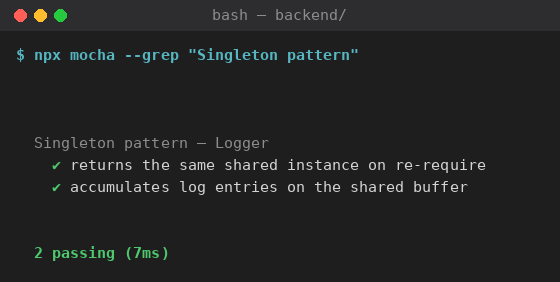 bash — backend/
$ npx mocha --grep "Singleton pattern"
Singleton pattern — Logger
✔ returns the same shared instance on re-require
✔ accumulates log entries on the shared buffer
2 passing (7ms)